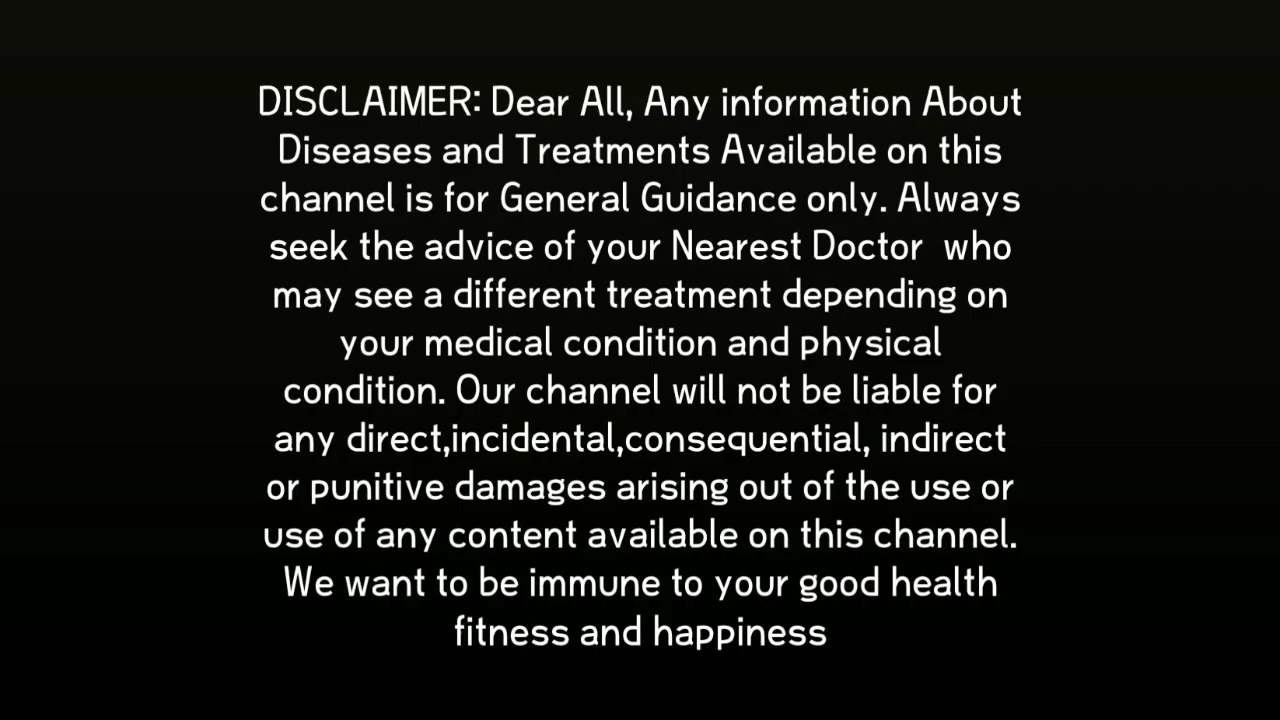 DISCLAIMER: Dear All, Any information About
Diseases and Treatments Available on this
channel is for General Guidance only. Always
seek the advice of your Nearest Doctor  who
may see a different treatment depending on
your medical condition and physical
condition. Our channel will not be liable for
any direct,incidental,consequential, indirect
or punitive damages arising out of the use or
use of any content available on this channel.
We want to be immune to your good health
fitness and happiness